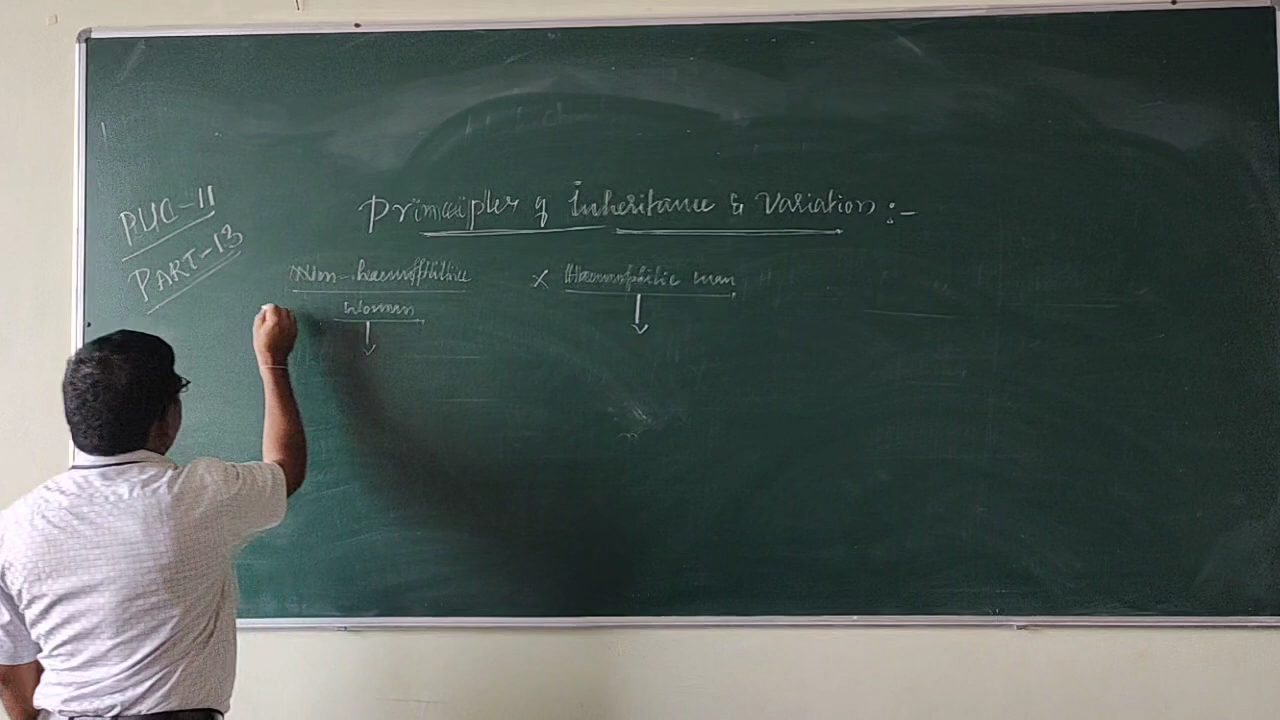 PUC-II
PART-13
Principles of Inheritance & Variation :-
Non-haemophilic × Haemophilic man
woman